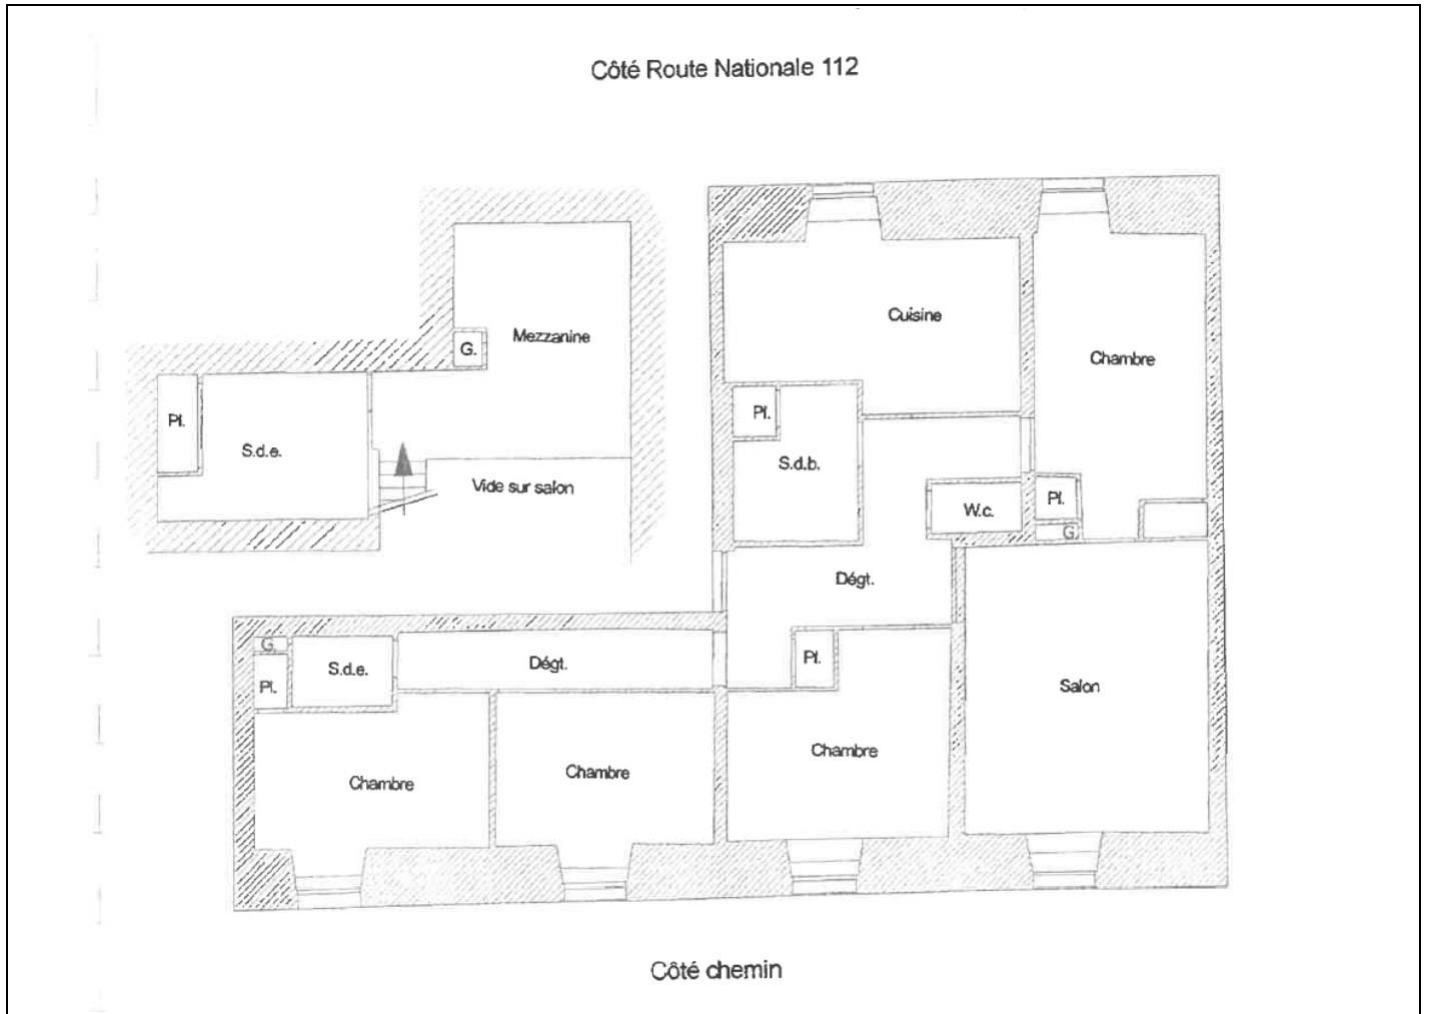 Côté Route Nationale 112
Cuisine
Mezzanine
G.
Chambre
Pl.
Pl.
S.d.e.
S.d.b.
Vide sur salon
Pl.
W.c.
G.
Dégt.
G.
S.d.e.
Dégt.
Pl.
Pl.
Salon
Chambre
Chambre
Chambre
Côté chemin